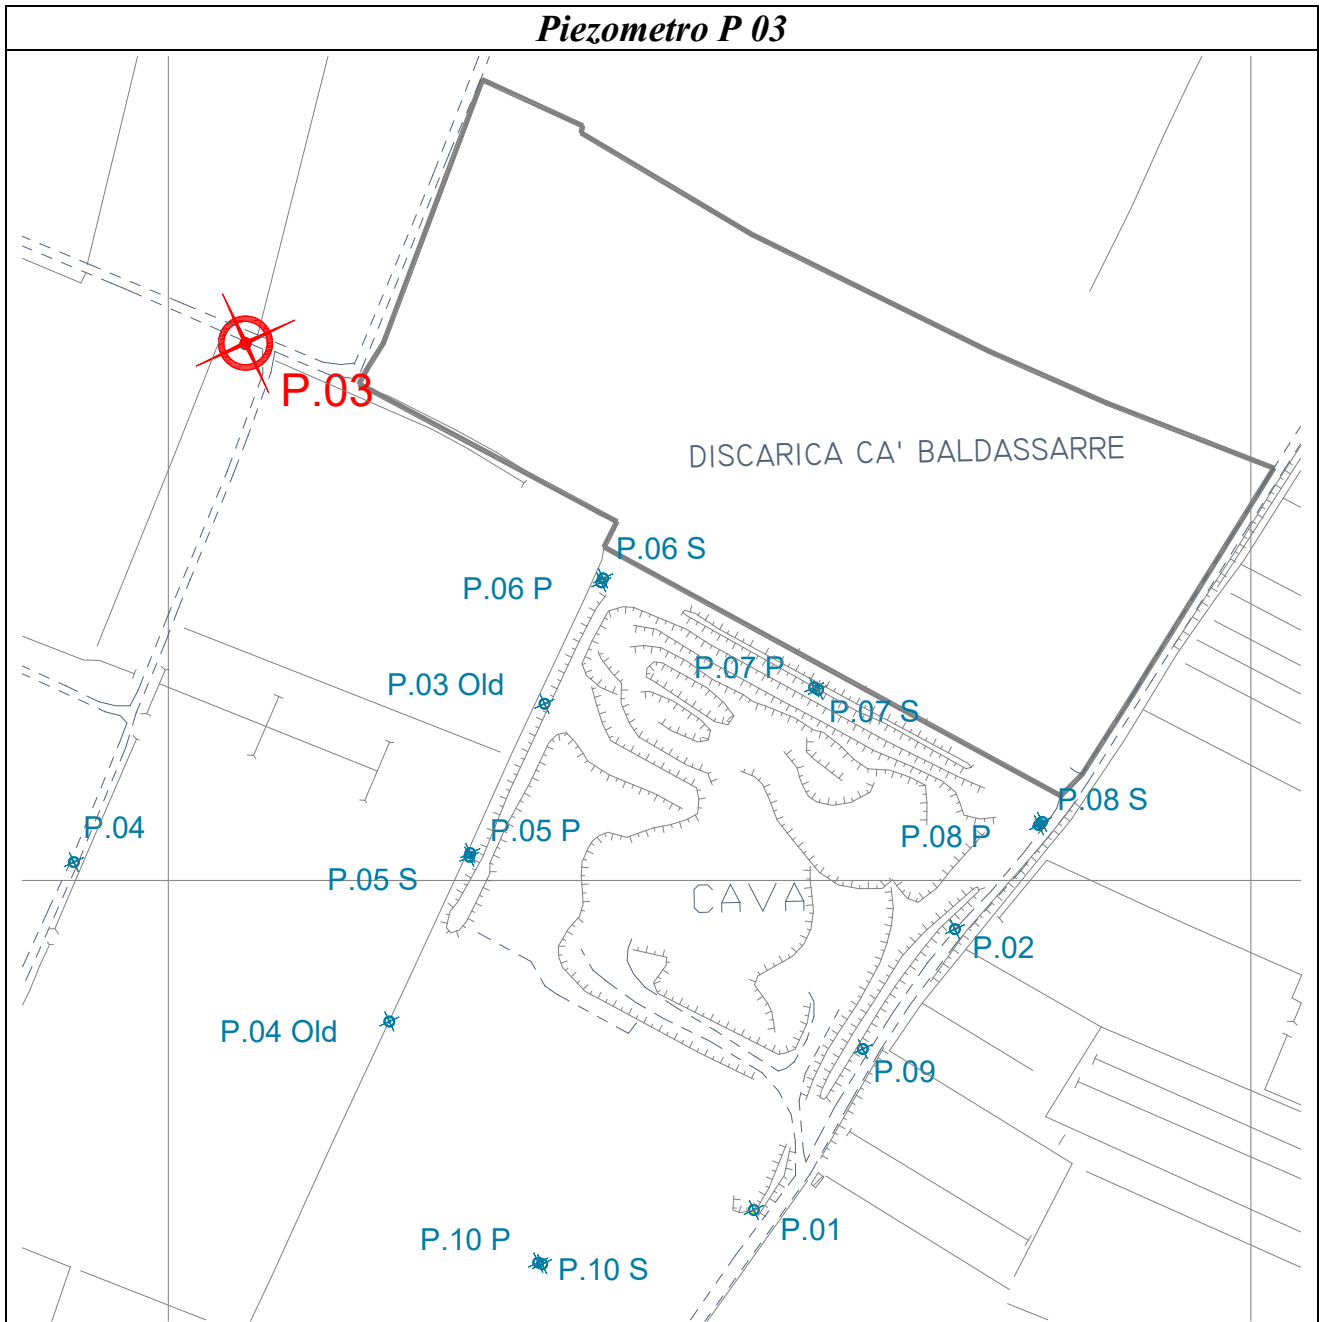 Piezometro P 03
P.03
DISCARICA CA' BALDASSARRE
P.06 S
P.06 P
P.07 P
P.03 Old
P.07 S
P.08 S
P.04
P.05 P
P.08 P
P.05 S
CAVA
P.02
P.04 Old
P.09
P.01
P.10 P
P.10 S